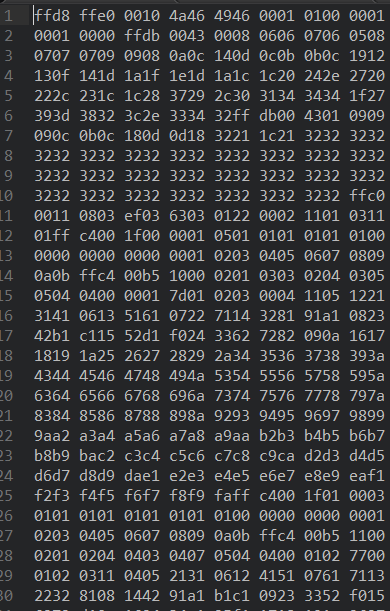 1 ffd8 ffe0 0010 4a46 4946 0001 0100 0001
2 0001 0000 ffdb 0043 0008 0606 0706 0508
3 0707 0709 0908 0a0c 140d 0c0b 0b0c 1912
4 130f 141d 1a1f 1e1d 1a1c 1c20 242e 2720
5 222c 231c 1c28 3729 2c30 3134 3434 1f27
6 393d 3832 3c2e 3334 32ff db00 4301 0909
7 090c 0b0c 180d 0d18 3221 1c21 3232 3232
8 3232 3232 3232 3232 3232 3232 3232 3232
9 3232 3232 3232 3232 3232 3232 3232 3232
10 3232 3232 3232 3232 3232 3232 3232 ffc0
11 0011 0803 ef03 6303 0122 0002 1101 0311
12 01ff c400 1f00 0001 0501 0101 0101 0100
13 0000 0000 0000 0001 0203 0405 0607 0809
14 0a0b ffc4 00b5 1000 0201 0303 0204 0305
15 0504 0400 0001 7d01 0203 0004 1105 1221
16 3141 0613 5161 0722 7114 3281 91a1 0823
17 42b1 c115 52d1 f024 3362 7282 090a 1617
18 1819 1a25 2627 2829 2a34 3536 3738 393a
19 4344 4546 4748 494a 5354 5556 5758 595a
20 6364 6566 6768 696a 7374 7576 7778 797a
21 8384 8586 8788 898a 9293 9495 9697 9899
22 9aa2 a3a4 a5a6 a7a8 a9aa b2b3 b4b5 b6b7
23 b8b9 bac2 c3c4 c5c6 c7c8 c9ca d2d3 d4d5
24 d6d7 d8d9 dae1 e2e3 e4e5 e6e7 e8e9 eaf1
25 f2f3 f4f5 f6f7 f8f9 faff c400 1f01 0003
26 0101 0101 0101 0101 0100 0000 0000 0001
27 0203 0405 0607 0809 0a0b ffc4 00b5 1100
28 0201 0204 0403 0407 0504 0400 0102 7700
29 0102 0311 0405 2131 0612 4151 0761 7113
30 2232 8108 1442 91a1 b1c1 0923 3352 f015